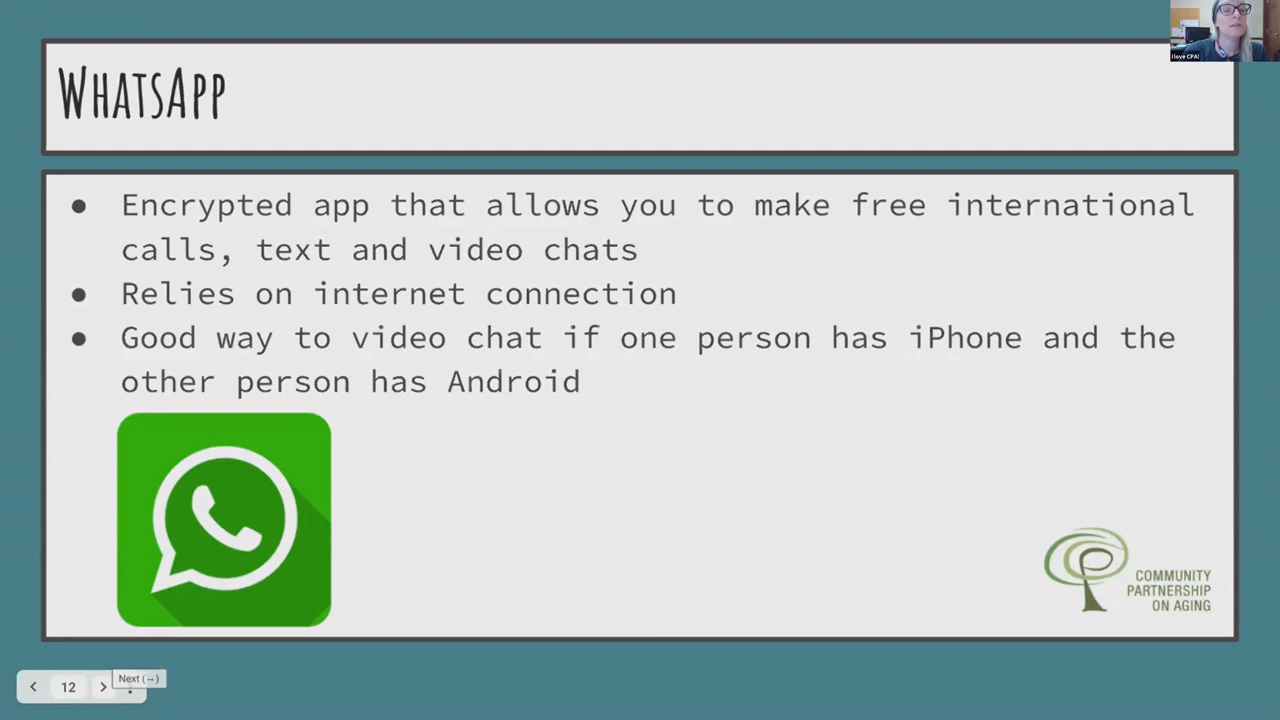 I love CPA!
WhatsApp
● Encrypted app that allows you to make free international
calls, text and video chats
● Relies on internet connection
● Good way to video chat if one person has iPhone and the
other person has Android
COMMUNITY
PARTNERSHIP
ON AGING
12
Next (→)